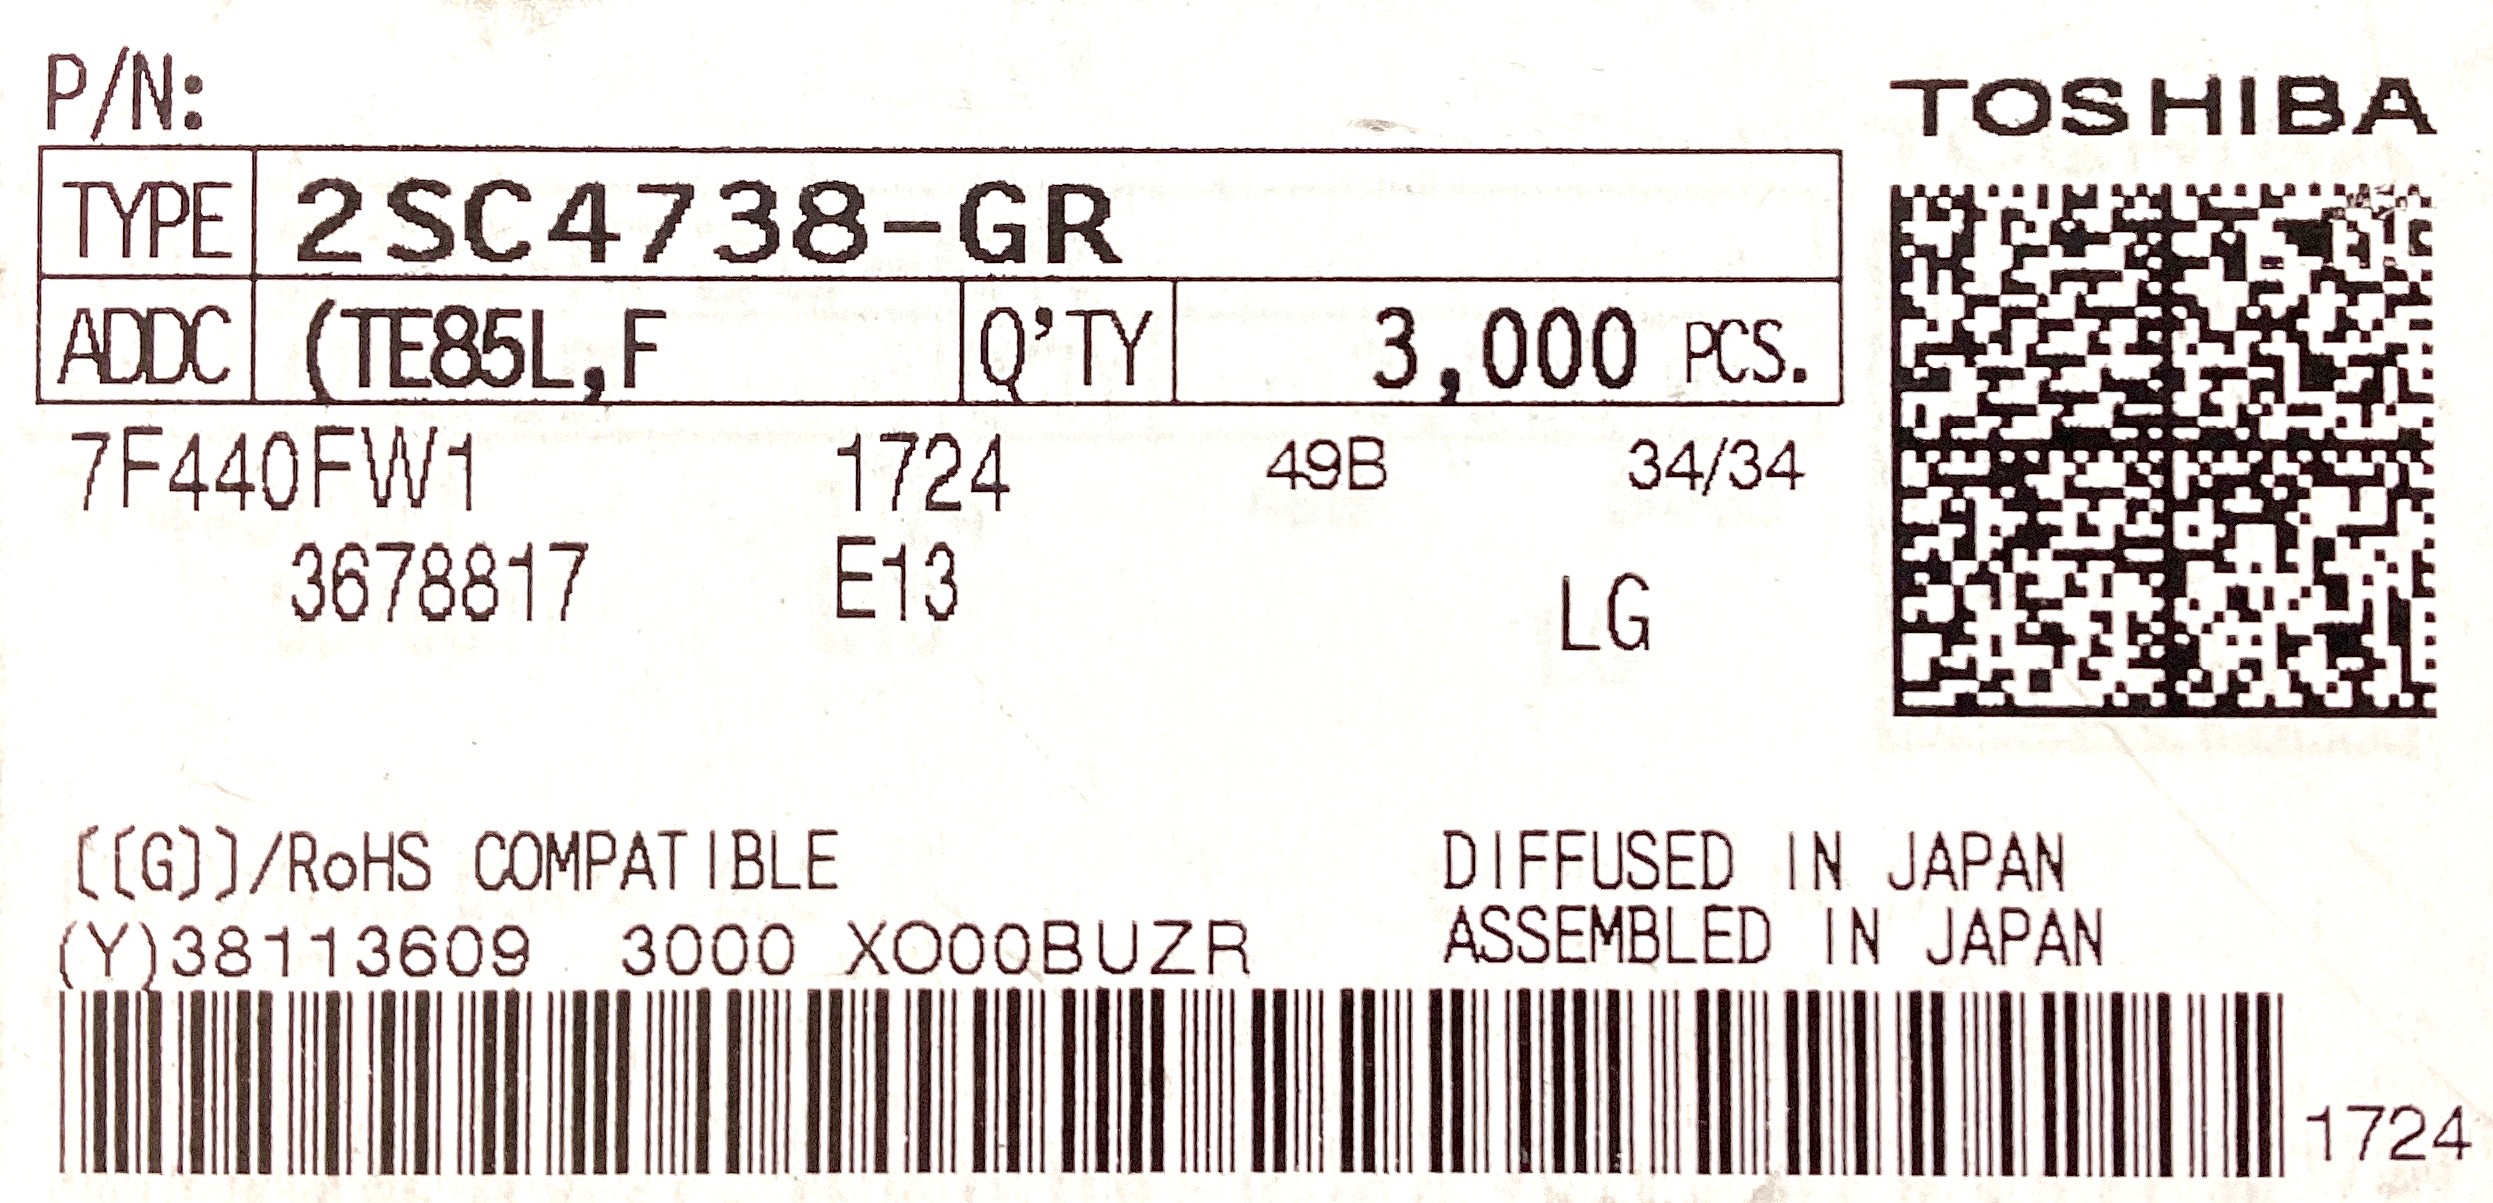 P/N:
TOSHIBA
TYPE 2SC4738-GR
ADDC (TE85L,F Q'TY 3,000 PCS.
7F440FW1 1724 49B 34/34
3678817 E13
LG
[[G]]/RoHS COMPATIBLE
DIFFUSED IN JAPAN
(Y)38113609 3000 XO00BUZR
ASSEMBLED IN JAPAN
1724